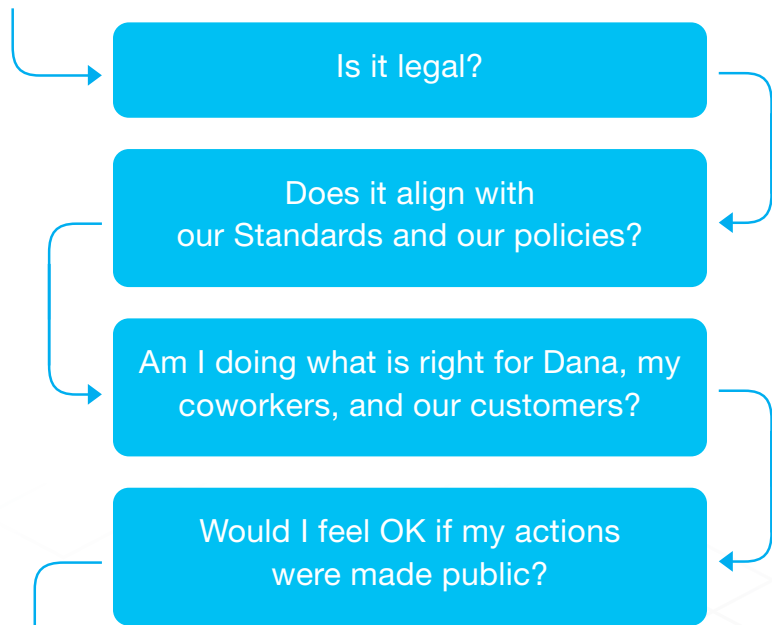 Is it legal?
Does it align with
our Standards and our policies?
Am I doing what is right for Dana, my
coworkers, and our customers?
Would I feel OK if my actions
were made public?